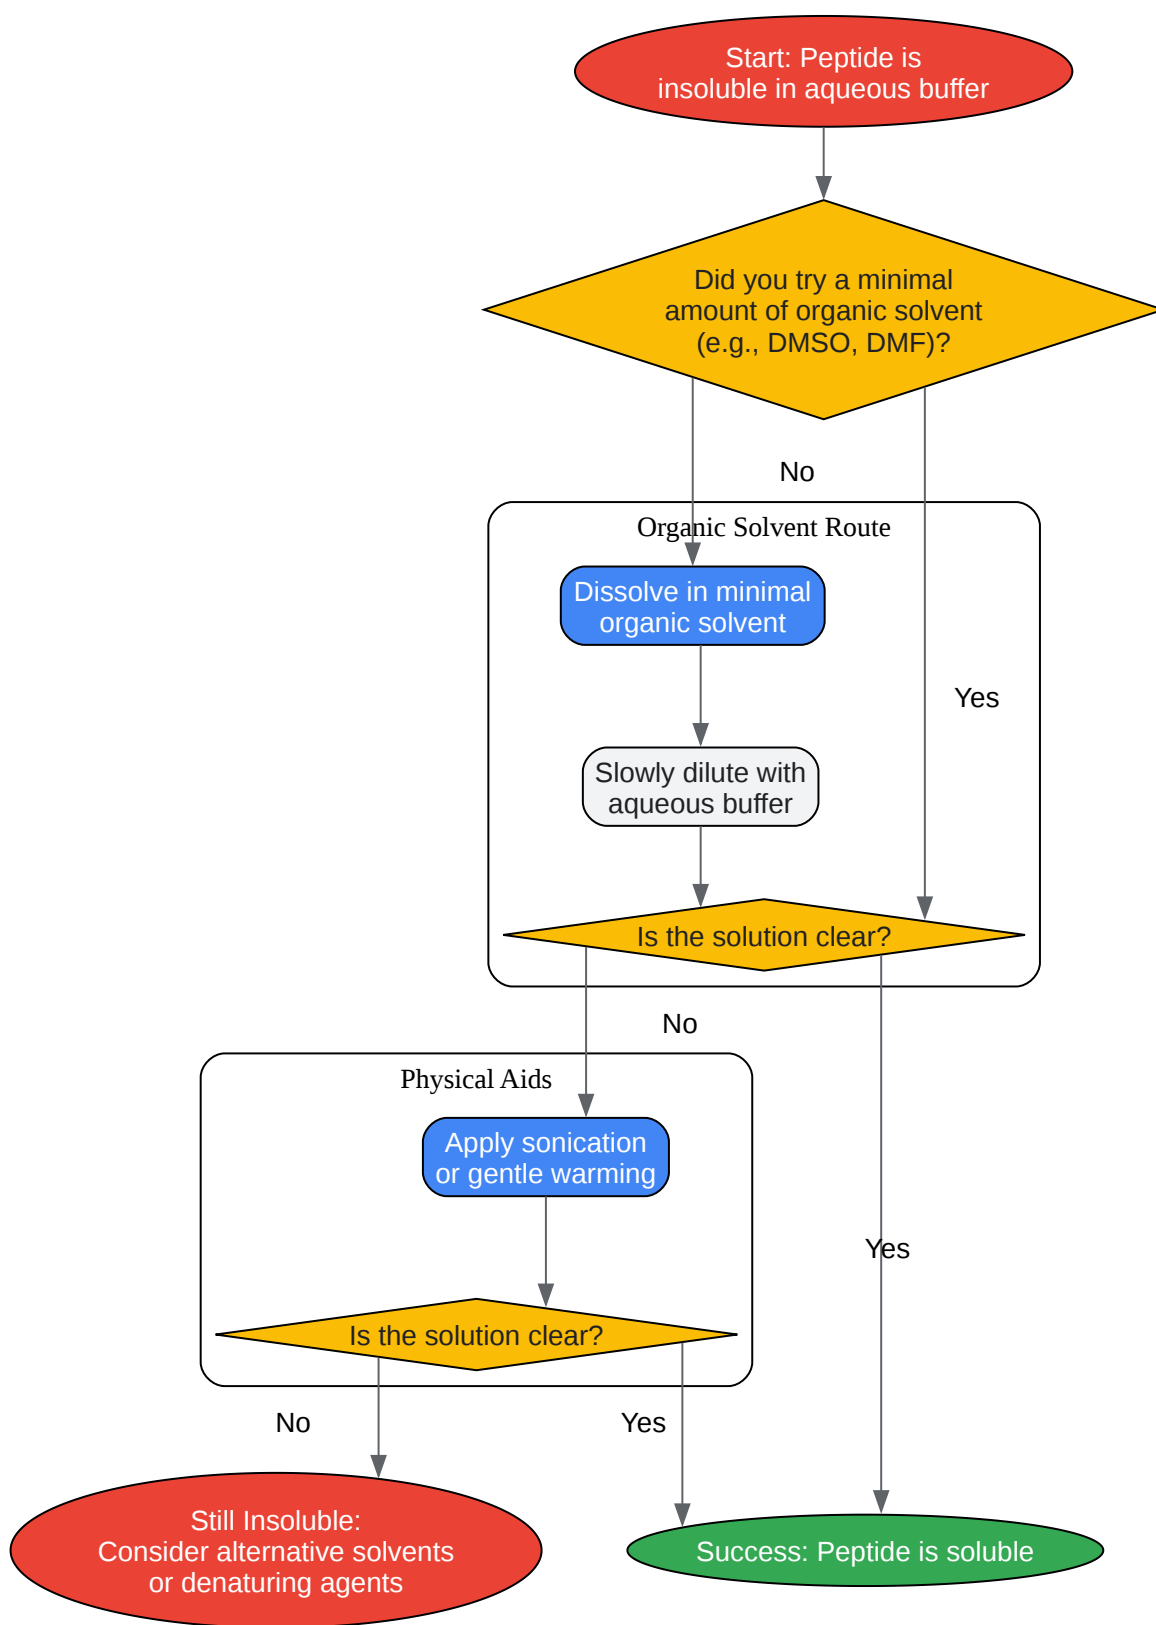 Start: Peptide is
insoluble in aqueous buffer
Did you try a minimal
amount of organic solvent
(e.g., DMSO, DMF)?
No
Organic Solvent Route
Dissolve in minimal
organic solvent
Yes
Slowly dilute with
aqueous buffer
Is the solution clear?
No
Physical Aids
Apply sonication
or gentle warming
Yes
Is the solution clear?
No
Yes
Still Insoluble:
Consider alternative solvents
or denaturing agents
Success: Peptide is soluble